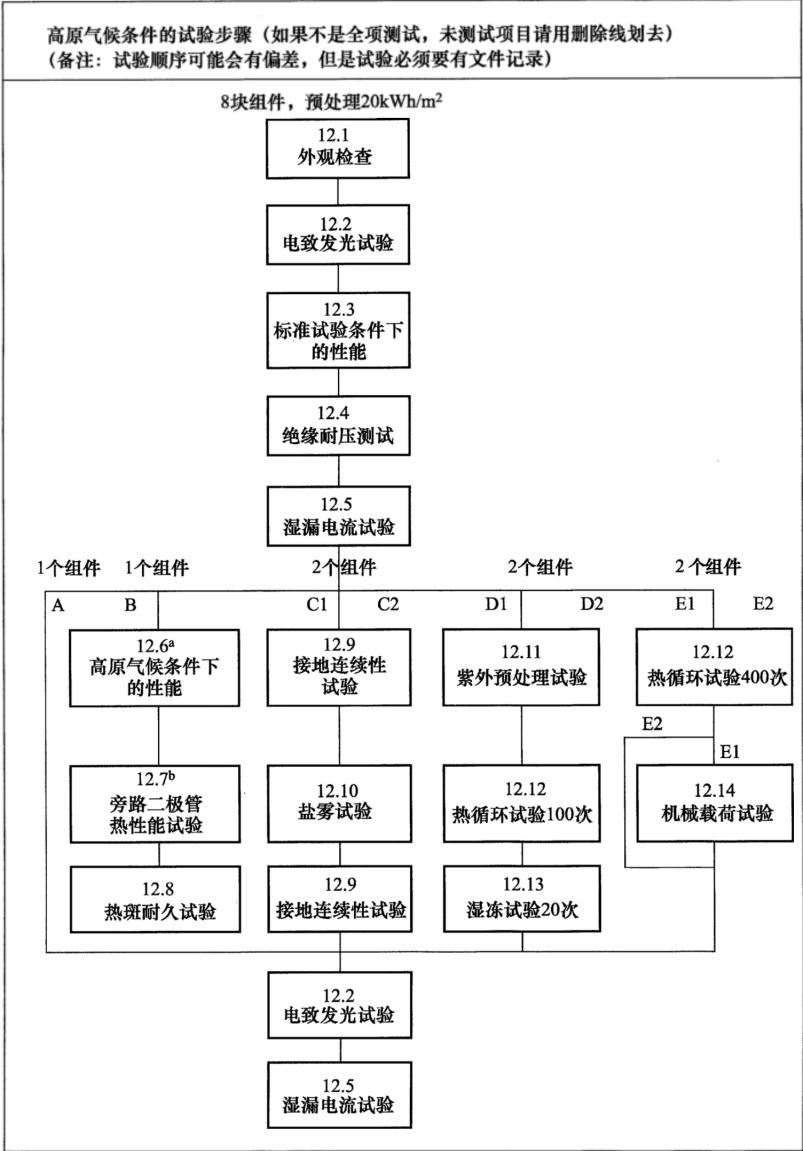 高原气候条件的试验步骤（如果不是全项测试，未测试项目请用删除线划去）
（备注：试验顺序可能会有偏差，但是试验必须要有文件记录）
8块组件，预处理20kWh/m²
12.1
外观检查
12.2
电致发光试验
12.3
标准试验条件下
的性能
12.4
绝缘耐压测试
12.5
湿漏电流试验
1个组件
1个组件
2个组件
2个组件
2个组件
A
B
C1
C2
D1
D2
E1
E2
12.6ᵃ
高原气候条件下
的性能
12.9
接地连续性
试验
12.11
紫外预处理试验
12.12
热循环试验400次
E2
E1
12.7ᵇ
旁路二极管
热性能试验
12.10
盐雾试验
12.12
热循环试验100次
12.14
机械载荷试验
12.8
热斑耐久试验
12.9
接地连续性试验
12.13
湿冻试验20次
12.2
电致发光试验
12.5
湿漏电流试验